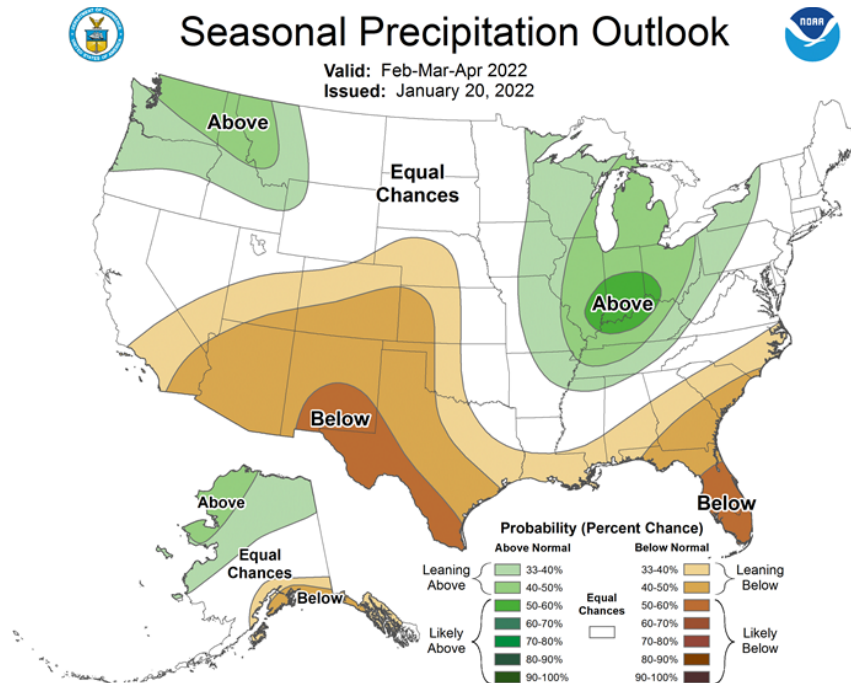 Seasonal Precipitation Outlook
NOAA
Valid: Feb-Mar-Apr 2022
Issued: January 20, 2022
Above
Equal
Chances
Above
Below
Below
Above
Equal
Chances
Below
Probability (Percent Chance)
Above Normal
Below Normal
Leaning
Above
33-40%
40-50%
Likely
Above
50-60%
60-70%
70-80%
80-90%
90-100%
Equal
Chances
33-40%
40-50%
Leaning
Below
50-60%
60-70%
70-80%
80-90%
90-100%
Likely
Below